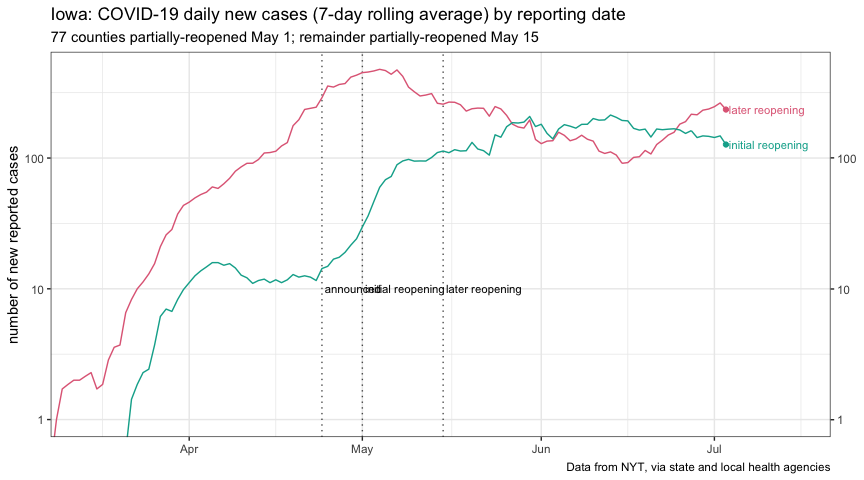 Iowa: COVID-19 daily new cases (7-day rolling average) by reporting date
77 counties partially-reopened May 1; remainder partially-reopened May 15
number of new reported cases
100
10
1
later reopening
initial reopening
announced
initial reopening
later reopening
100
10
1
Apr
May
Jun
Jul
Data from NYT, via state and local health agencies